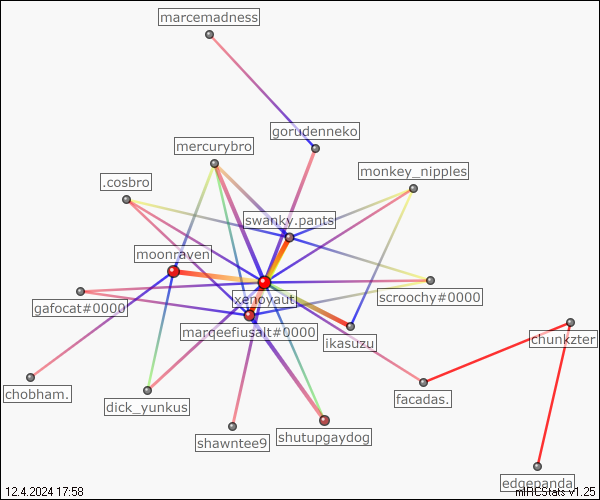 marcemadness
gorudenneko
mercurybro
monkey_nipples
.cosbro
swanky.pants
moonraven
xenoyaut
gafocat#0000
scroochy#0000
marqeefiusalt#0000
ikasuzu
chunkzter
chobham.
dick_yunkus
facadas.
shawntee9
shutupgaydog
edgepanda
12.4.2024 17:58
mIRCStats v1.25